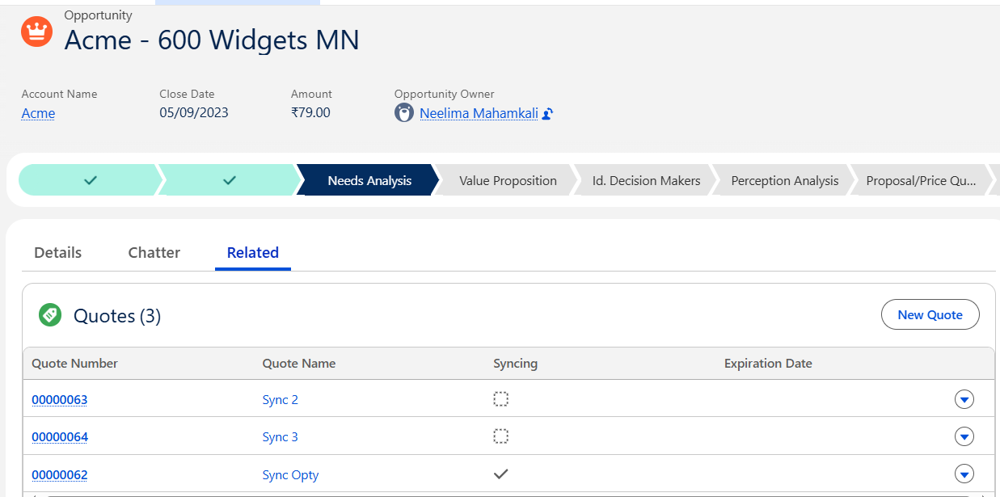 Opportunity
Acme - 600 Widgets MN
Account Name Close Date Amount Opportunity Owner
Acme 05/09/2023 ₹79.00 Neelima Mahamkali
Needs Analysis Value Proposition Id. Decision Makers Perception Analysis Proposal/Price Qu...
Details Chatter Related
Quotes (3) New Quote
Quote Number Quote Name Syncing Expiration Date
00000063 Sync 2
00000064 Sync 3
00000062 Sync Opty